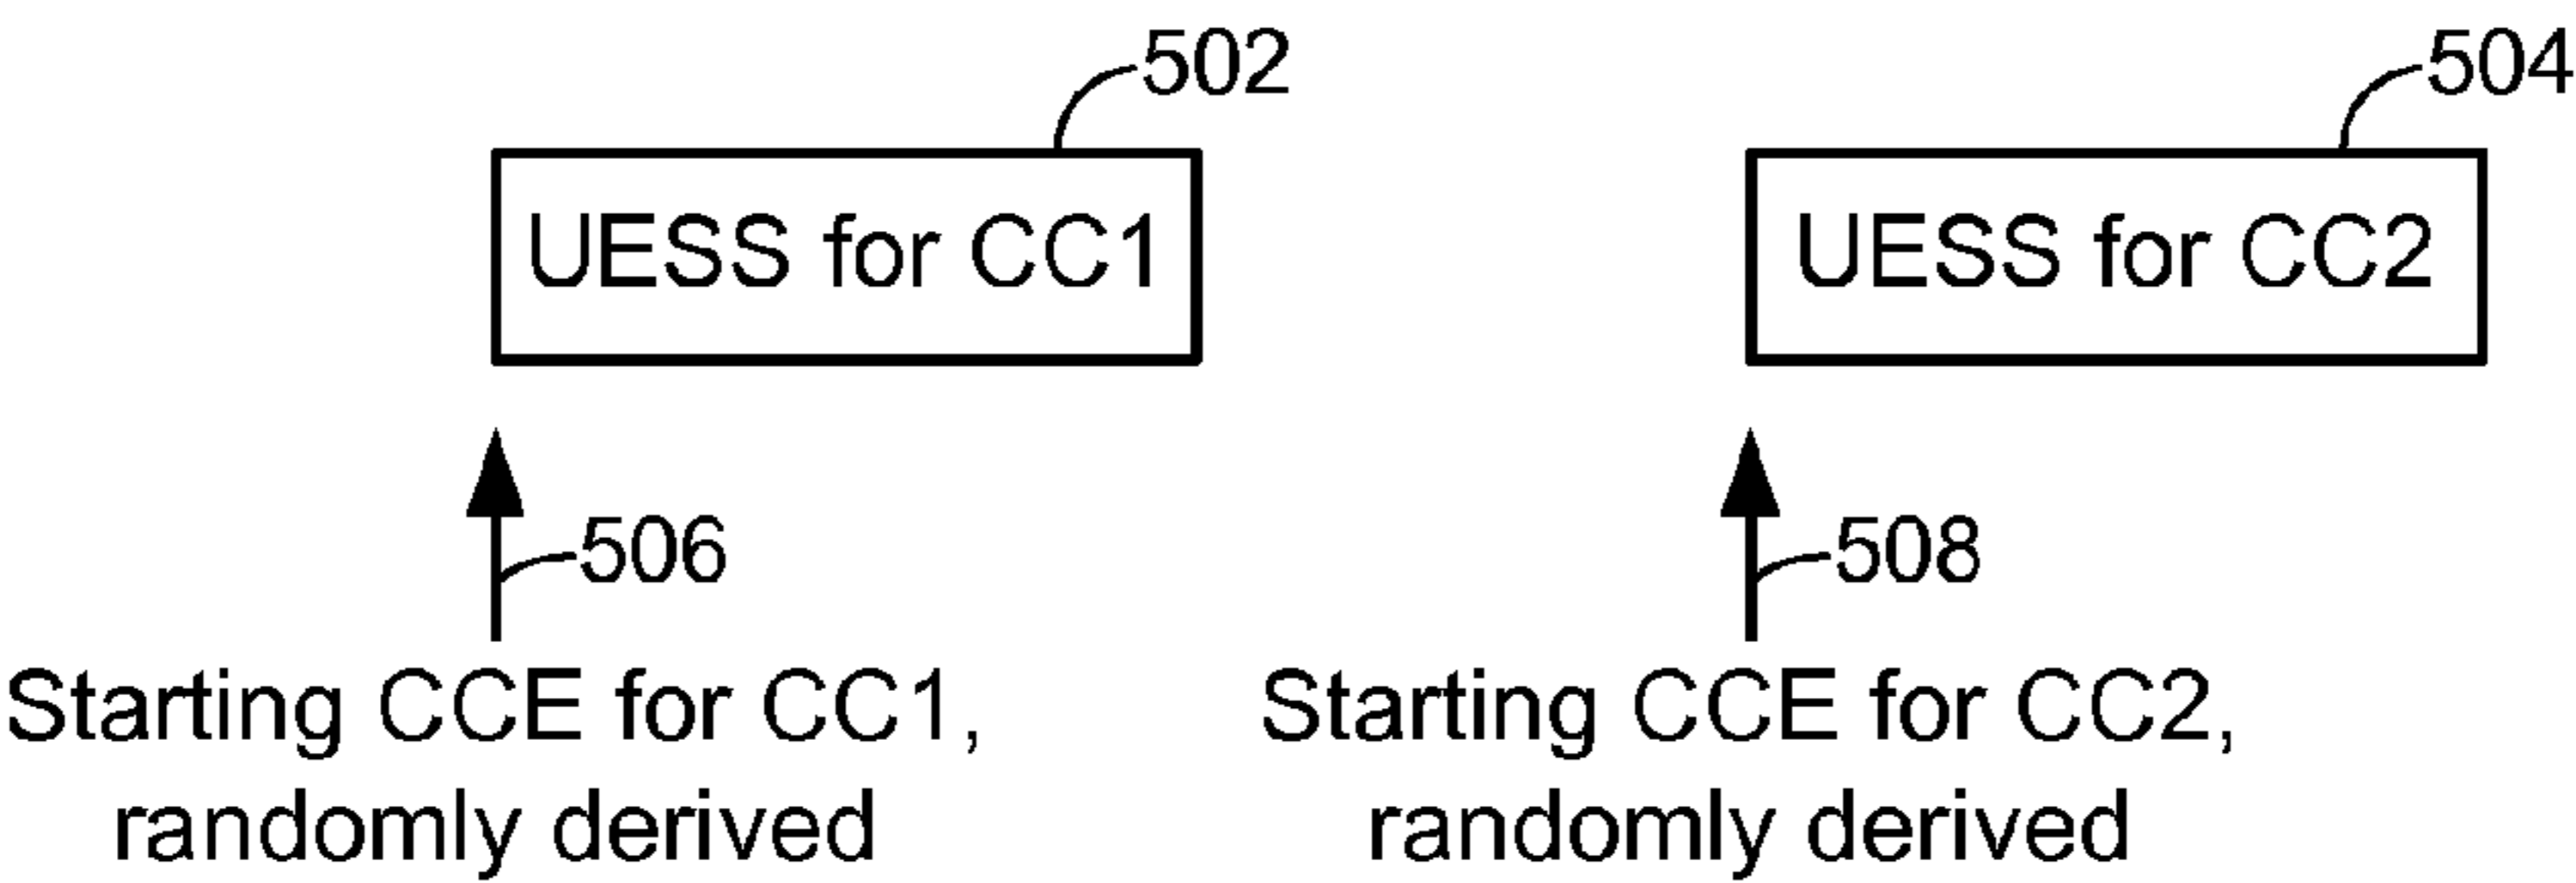 502
504
UESS for CC1
UESS for CC2
506
508
Starting CCE for CC1,
randomly derived
Starting CCE for CC2,
randomly derived